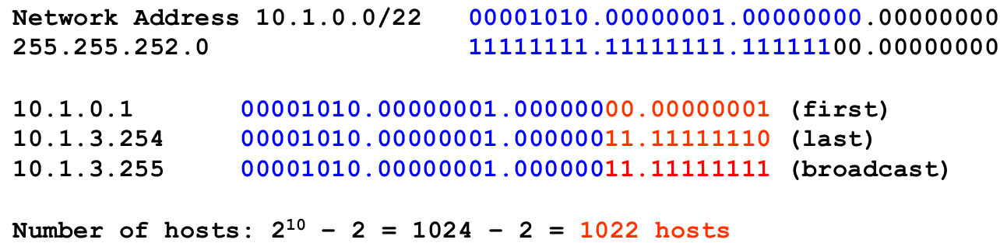 Network Address 10.1.0.0/22 00001010.00000001.00000000.00000000
255.255.252.0 11111111.11111111.11111100.00000000
10.1.0.1 00001010.00000001.00000000.00000001 (first)
10.1.3.254 00001010.00000001.00000011.11111110 (last)
10.1.3.255 00001010.00000001.00000011.11111111 (broadcast)
Number of hosts: 2¹⁰ – 2 = 1024 – 2 = 1022 hosts